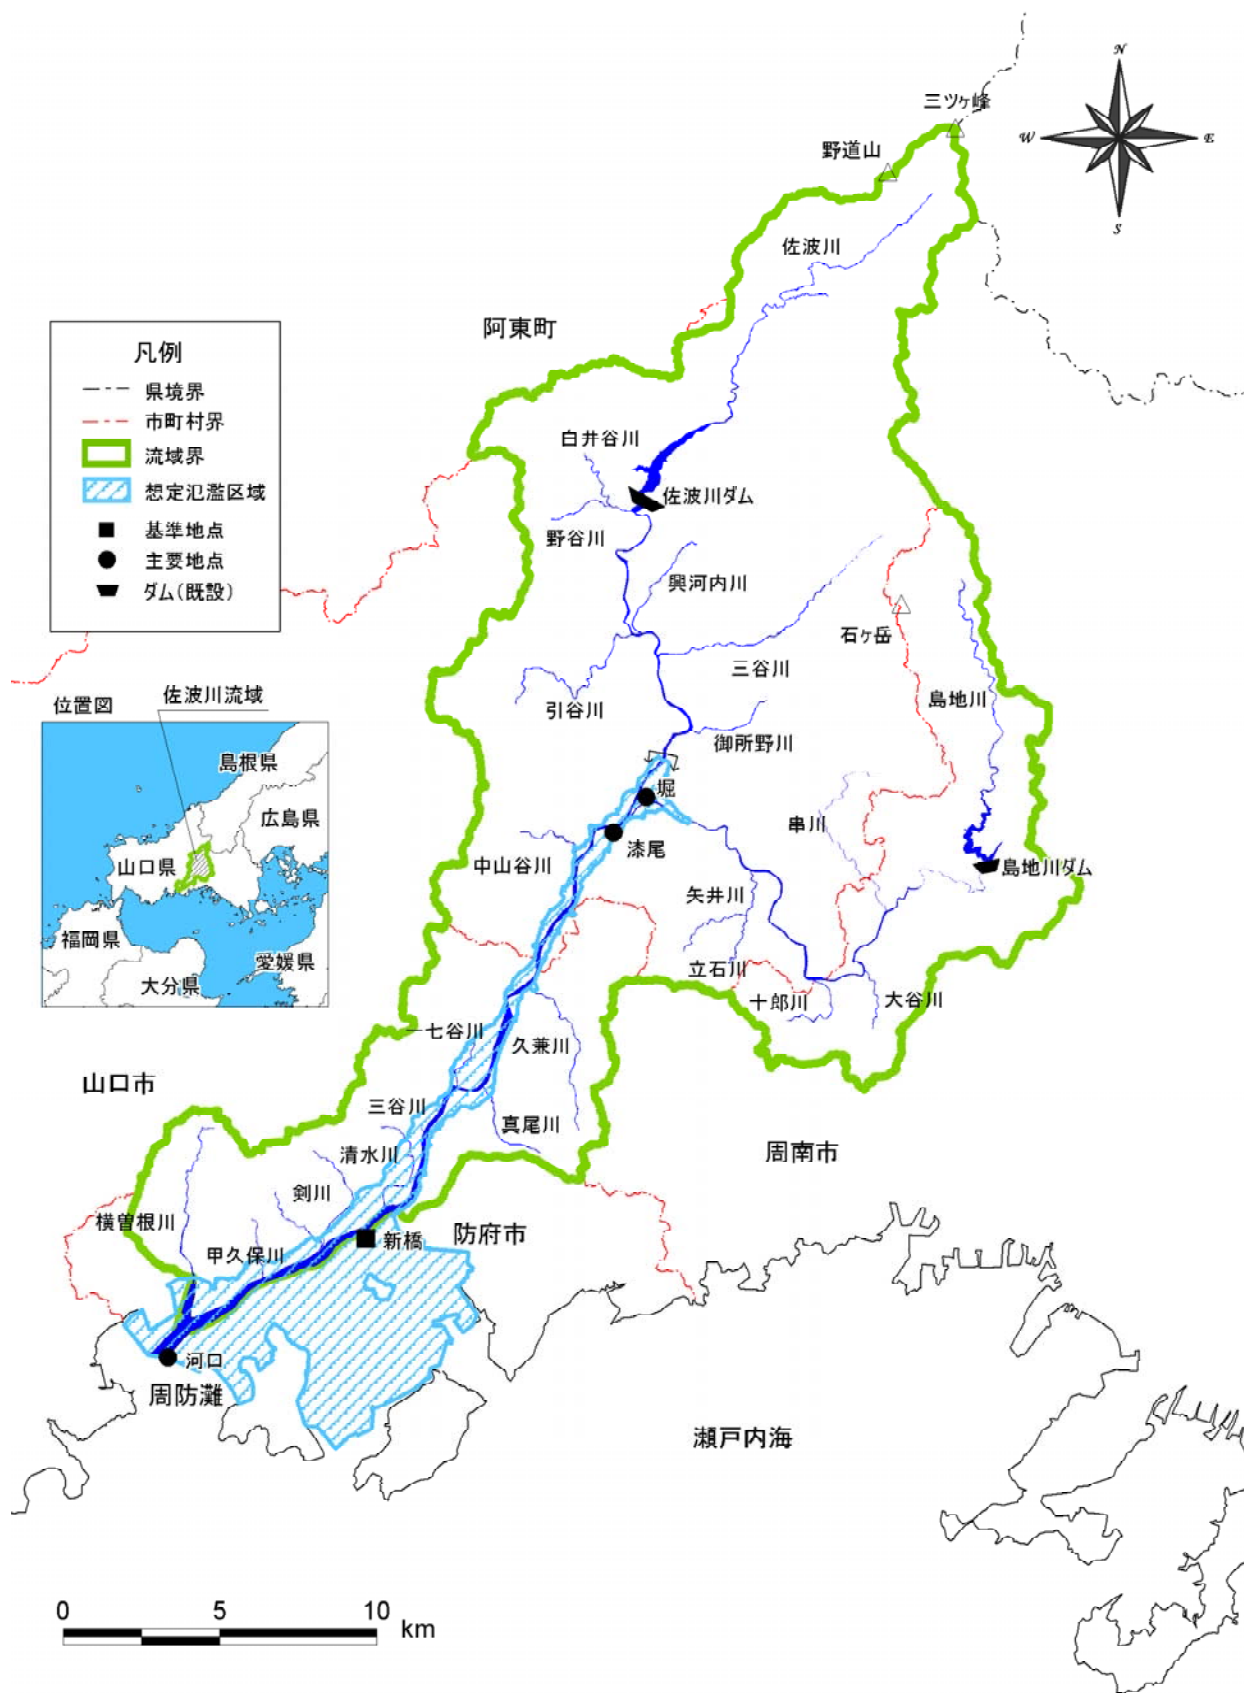 N
三ツヶ峰
W
E
野道山
S
佐波川
阿東町
凡例
県境界
市町村界
流域界
想定氾濫区域
基準地点
主要地点
ダム(既設)
白井谷川
佐波川ダム
野谷川
興河内川
石ヶ岳
三谷川
島地川
引谷川
御所野川
位置図
佐波川流域
島根県
広島県
山口県
福岡県
愛媛県
大分県
堀
漆尾
串川
中山谷川
島地川ダム
矢井川
立石川
十郎川
大谷川
七谷川
久兼川
山口市
三谷川
真尾川
清水川
周南市
剣川
横曽根川
新橋
防府市
甲久保川
河口
周防灘
瀬戸内海
0
5
10
km